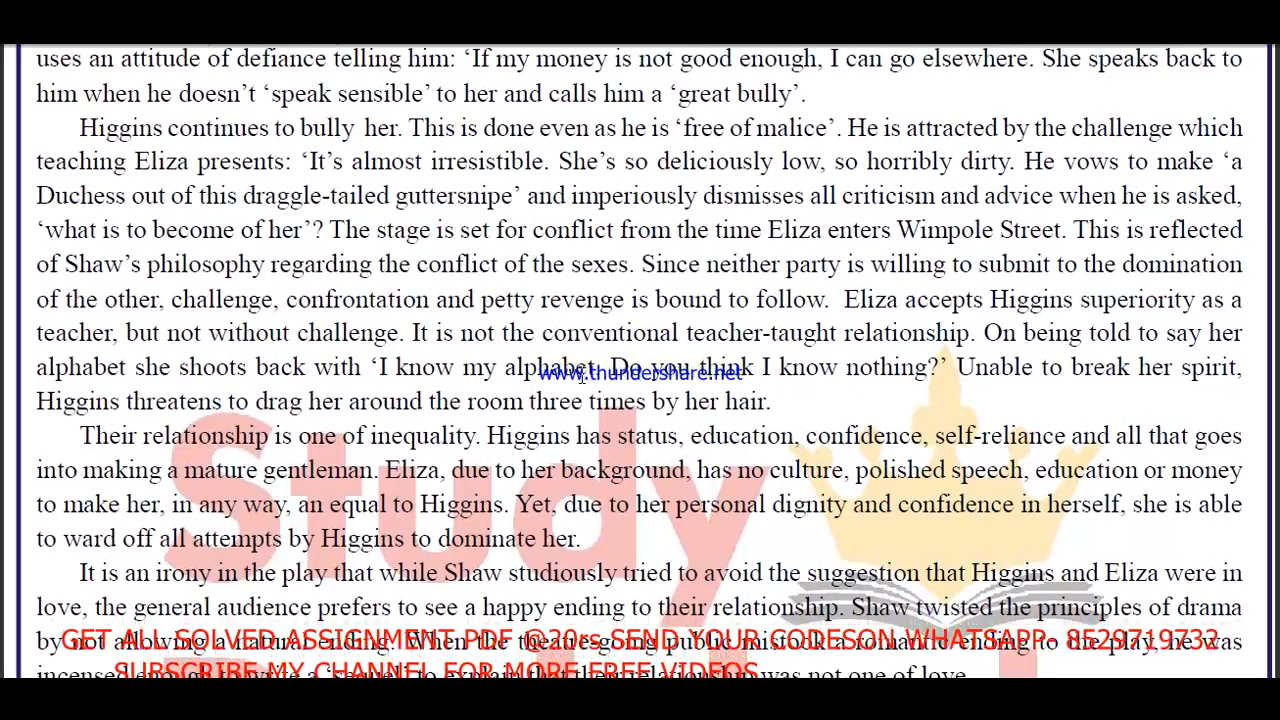 uses an attitude of defiance telling him: ‘If my money is not good enough, I can go elsewhere. She speaks back to
him when he doesn’t ‘speak sensible’ to her and calls him a ‘great bully’.
Higgins continues to bully her. This is done even as he is ‘free of malice’. He is attracted by the challenge which
teaching Eliza presents: ‘It’s almost irresistible. She’s so deliciously low, so horribly dirty. He vows to make ‘a
Duchess out of this draggle-tailed guttersnipe’ and imperiously dismisses all criticism and advice when he is asked,
‘what is to become of her’? The stage is set for conflict from the time Eliza enters Wimpole Street. This is reflected
of Shaw’s philosophy regarding the conflict of the sexes. Since neither party is willing to submit to the domination
of the other, challenge, confrontation and petty revenge is bound to follow. Eliza accepts Higgins superiority as a
teacher, but not without challenge. It is not the conventional teacher-taught relationship. On being told to say her
alphabet she shoots back with ‘I know my alphabet. Do you think I know nothing?’ Unable to break her spirit,
www.thundershare.net
Higgins threatens to drag her around the room three times by her hair.
Their relationship is one of inequality. Higgins has status, education, confidence, self-reliance and all that goes
into making a mature gentleman. Eliza, due to her background, has no culture, polished speech, education or money
to make her, in any way, an equal to Higgins. Yet, due to her personal dignity and confidence in herself, she is able
to ward off all attempts by Higgins to dominate her.
It is an irony in the play that while Shaw studiously tried to avoid the suggestion that Higgins and Eliza were in
love, the general audience prefers to see a happy ending to their relationship. Shaw twisted the principles of drama
by not allowing a natural ending. When the theatre-going public mistook a romantic ending to the play, he was
GET ALL SOLVED ASSIGNMENT PDF @25rs-SEND YOUR CODESON WHATSAPP- 8529719732
incensed enough to write a ‘sequel’ to explain that their relationship was not one of love.
SUBSCRIBE MY CHANNEL FOR MORE FREE VIDEOS
Study